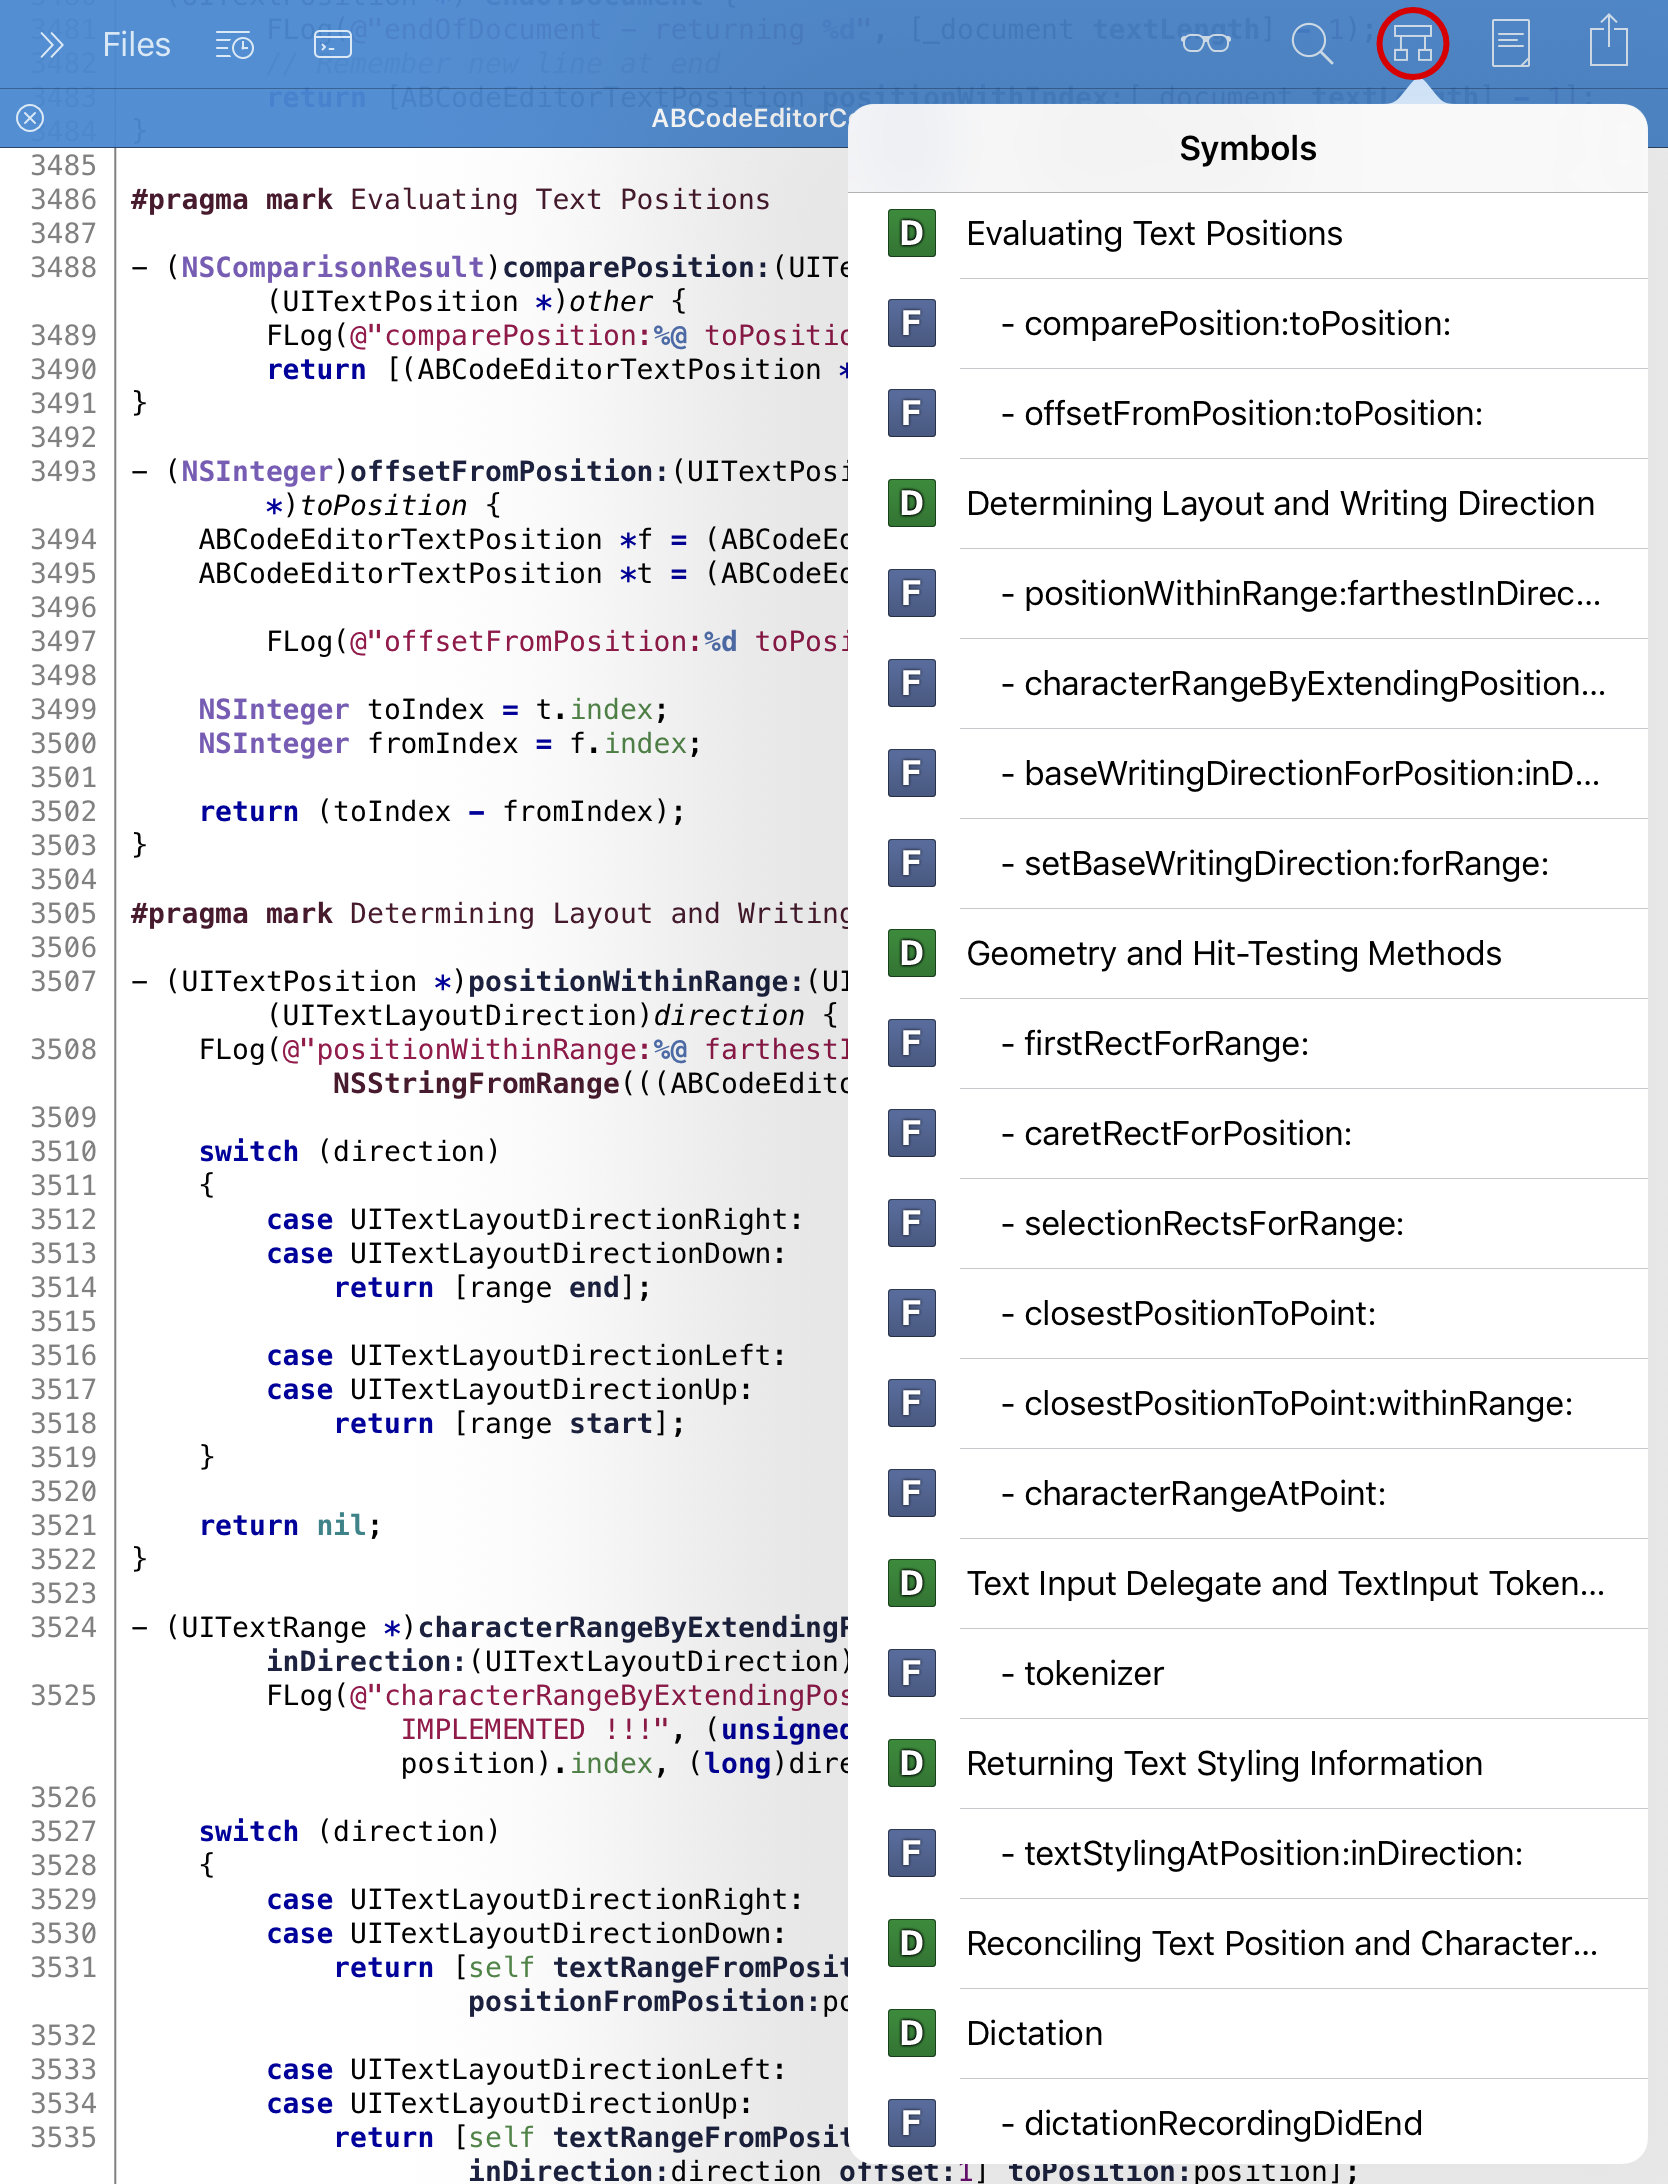 3481 FLog(@"endOfDocument - returning %d", [_document textLength] - 1);
Files
3482 // Remember new line at end
3483 return [ABCodeEditorTextPosition positionWithIndex:[_document textLength] - 1];
3484 }
ABCodeEditorCo
Symbols
3485
3486 #pragma mark Evaluating Text Positions
3487
3488 - (NSComparisonResult)comparePosition:(UITe
(UITextPosition *)other {
3489 FLog(@"comparePosition:%@ toPositio
3490 return [(ABCodeEditorTextPosition *
3491 }
3492
3493 - (NSInteger)offsetFromPosition:(UITextPosi
*)toPosition {
3494 ABCodeEditorTextPosition *f = (ABCodeEd
3495 ABCodeEditorTextPosition *t = (ABCodeEd
3496
3497 FLog(@"offsetFromPosition:%d toPosi
3498
3499 NSInteger toIndex = t.index;
3500 NSInteger fromIndex = f.index;
3501
3502 return (toIndex - fromIndex);
3503 }
3504
3505 #pragma mark Determining Layout and Writing
3506
3507 - (UITextPosition *)positionWithinRange:(UI
(UITextLayoutDirection)direction {
3508 FLog(@"positionWithinRange:%@ farthestI
NSStringFromRange(((ABCodeEdito
3509
3510 switch (direction)
3511 {
3512 case UITextLayoutDirectionRight:
3513 case UITextLayoutDirectionDown:
3514 return [range end];
3515
3516 case UITextLayoutDirectionLeft:
3517 case UITextLayoutDirectionUp:
3518 return [range start];
3519 }
3520
3521 return nil;
3522 }
3523
3524 - (UITextRange *)characterRangeByExtendingP
inDirection:(UITextLayoutDirection)
3525 FLog(@"characterRangeByExtendingPos
IMPLEMENTED !!!", (unsigned
position).index, (long)dire
3526
3527 switch (direction)
3528 {
3529 case UITextLayoutDirectionRight:
3530 case UITextLayoutDirectionDown:
3531 return [self textRangeFromPosit
positionFromPosition:po
3532
3533 case UITextLayoutDirectionLeft:
3534 case UITextLayoutDirectionUp:
3535 return [self textRangeFromPosit
inDirection:direction offset:1] toPosition:position];
D Evaluating Text Positions
F - comparePosition:toPosition:
F - offsetFromPosition:toPosition:
D Determining Layout and Writing Direction
F - positionWithinRange:farthestInDirec...
F - characterRangeByExtendingPosition...
F - baseWritingDirectionForPosition:inD...
F - setBaseWritingDirection:forRange:
D Geometry and Hit-Testing Methods
F - firstRectForRange:
F - caretRectForPosition:
F - selectionRectsForRange:
F - closestPositionToPoint:
F - closestPositionToPoint:withinRange:
F - characterRangeAtPoint:
D Text Input Delegate and TextInput Token...
F - tokenizer
D Returning Text Styling Information
F - textStylingAtPosition:inDirection:
D Reconciling Text Position and Character...
D Dictation
F - dictationRecordingDidEnd